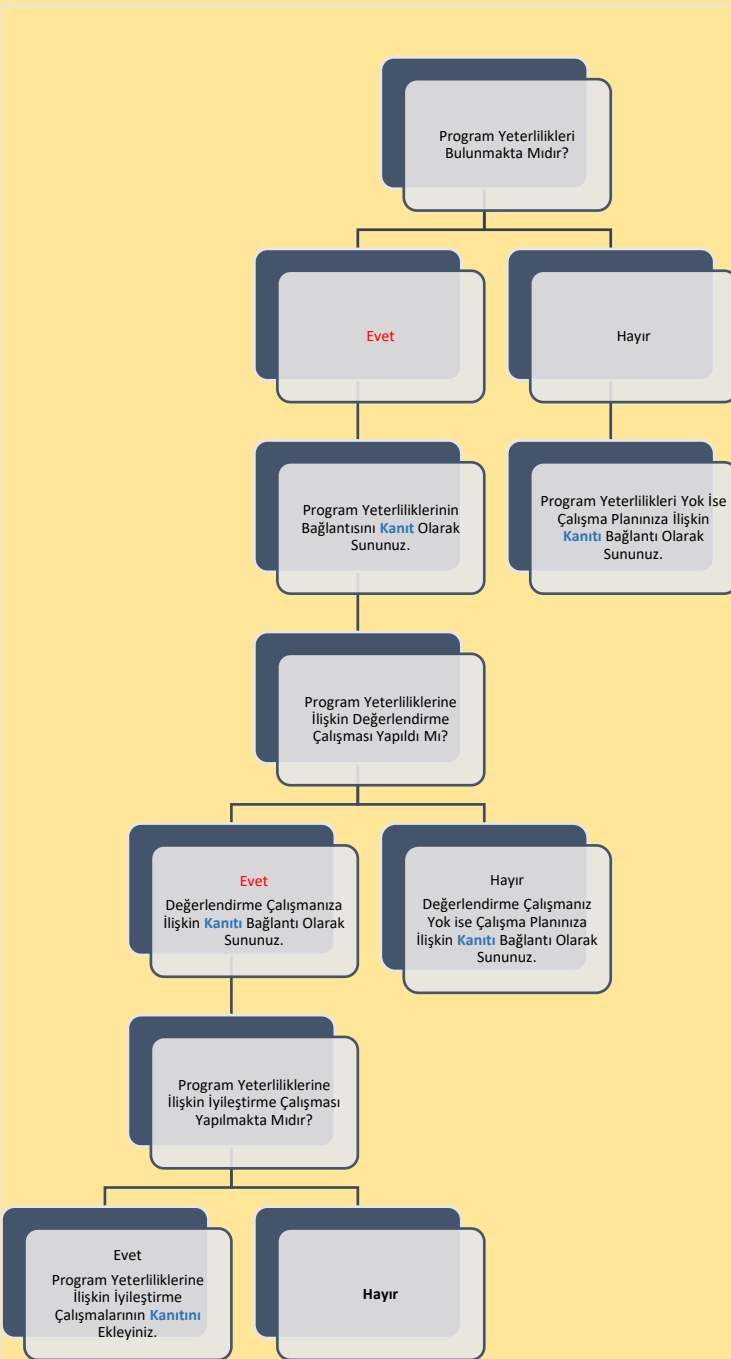 Program Yeterlilikleri
Bulunmakta Mıdır?
Evet
Hayır
Program Yeterliliklerinin
Bağlantısını Kanıt Olarak
Sununuz.
Program Yeterlilikleri Yok İse
Çalışma Planınıza İlişkin
Kanıtı Bağlantı Olarak
Sununuz.
Program Yeterliliklerine
İlişkin Değerlendirme
Çalışması Yapıldı Mı?
Evet
Değerlendirme Çalışmanıza
İlişkin Kanıtı Bağlantı Olarak
Sununuz.
Hayır
Değerlendirme Çalışmanız
Yok ise Çalışma Planınıza
İlişkin Kanıtı Bağlantı Olarak
Sununuz.
Program Yeterliliklerine
İlişkin İyileştirme Çalışması
Yapılmakta Mıdır?
Evet
Program Yeterliliklerine
İlişkin İyileştirme
Çalışmalarının Kanıtını
Ekleyiniz.
Hayır